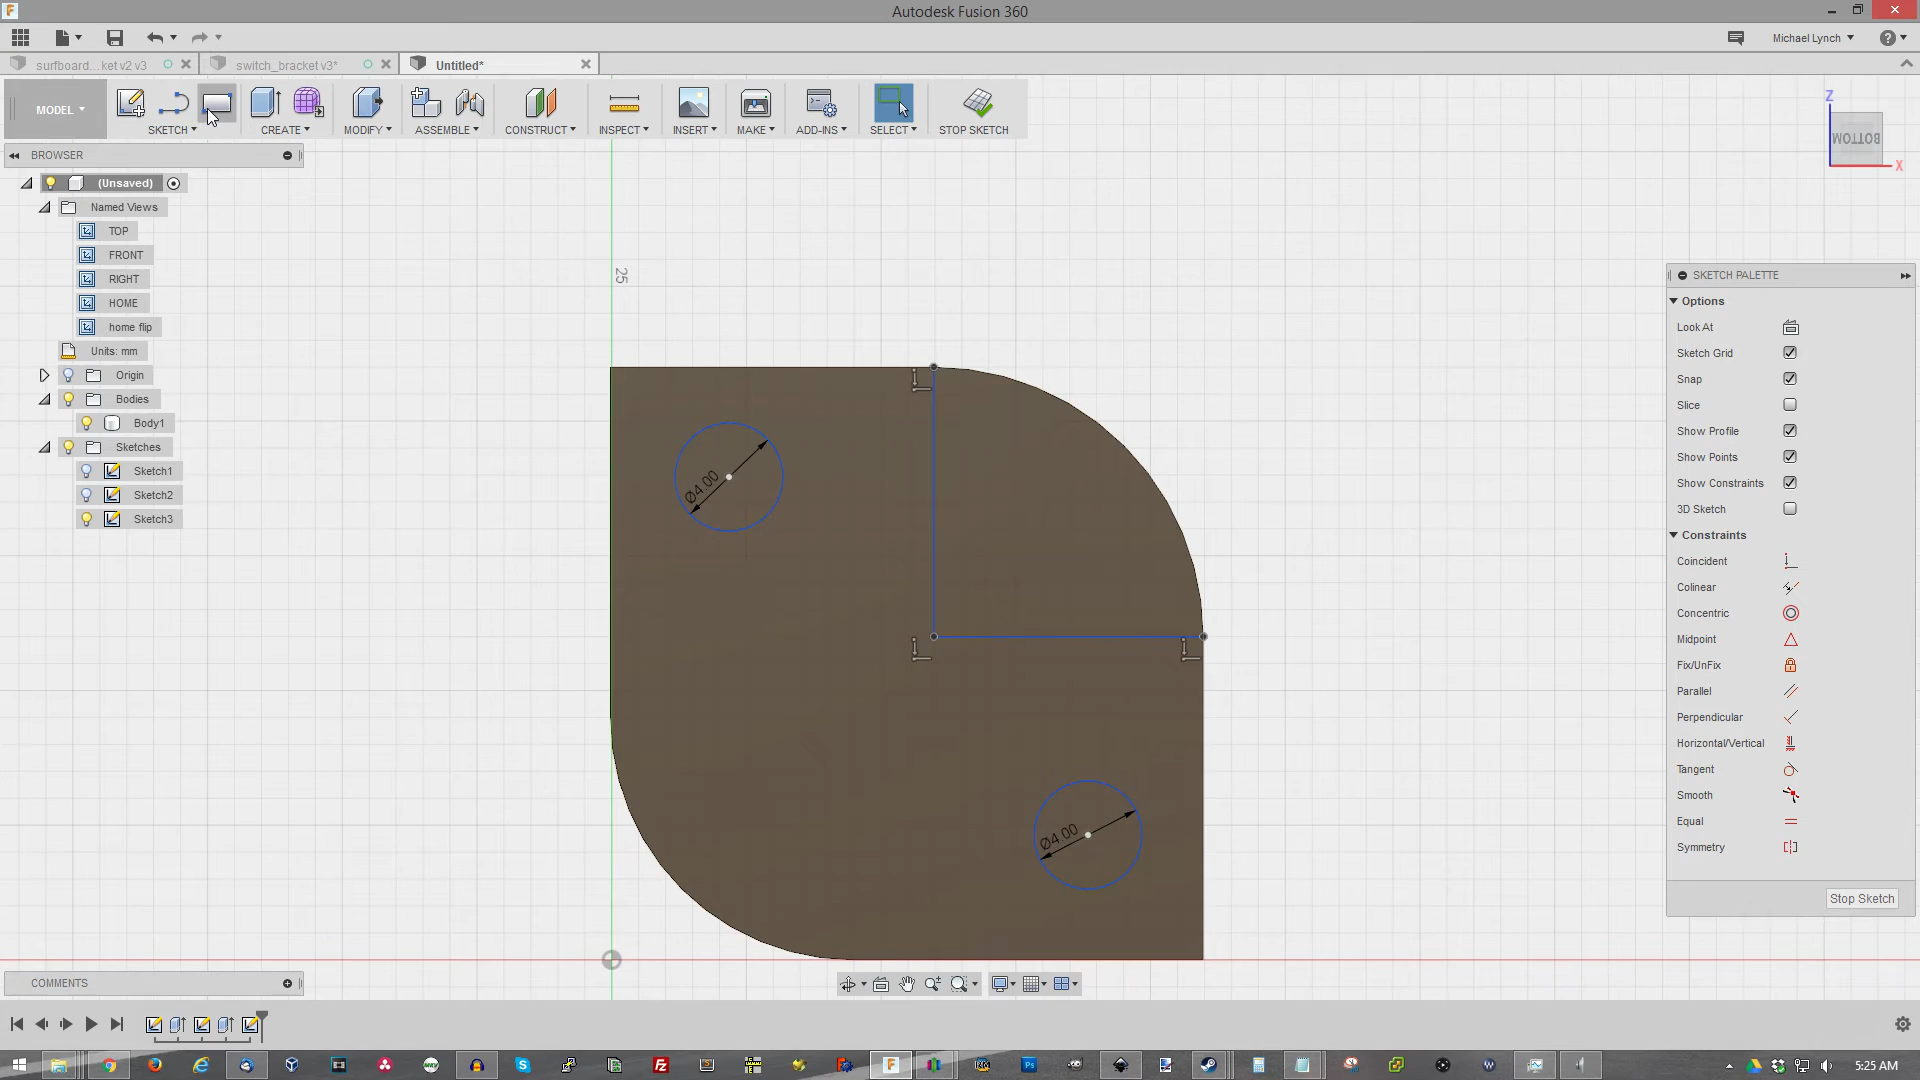 Autodesk Fusion 360
Michael Lynch
surfboard...ket v2 v3
switch_bracket v3*
Untitled*
MODEL
SKETCH
CREATE
MODIFY
ASSEMBLE
CONSTRUCT
INSPECT
INSERT
MAKE
ADD-INS
SELECT
STOP SKETCH
Z
BOTTOM
X
BROWSER
(Unsaved)
Named Views
TOP
FRONT
RIGHT
HOME
home flip
Units: mm
Origin
Bodies
Body1
Sketches
Sketch1
Sketch2
Sketch3
25
Ø4.00
Ø4.00
SKETCH PALETTE
Options
Look At
Sketch Grid
Snap
Slice
Show Profile
Show Points
Show Constraints
3D Sketch
Constraints
Coincident
Colinear
Concentric
Midpoint
Fix/UnFix
Parallel
Perpendicular
Horizontal/Vertical
Tangent
Smooth
Equal
Symmetry
Stop Sketch
COMMENTS
5:25 AM